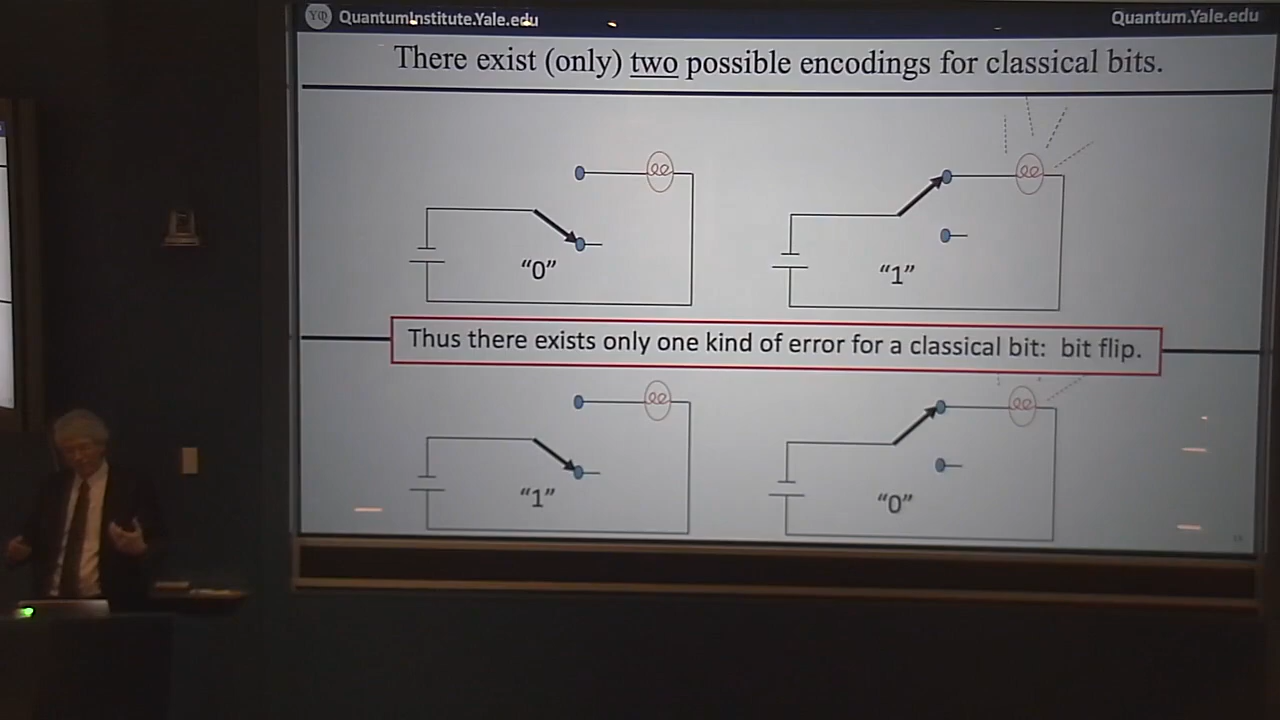 YQ QuantumInstitute.Yale.edu
Quantum.Yale.edu
There exist (only) two possible encodings for classical bits.
“0”
“1”
Thus there exists only one kind of error for a classical bit: bit flip.
“1”
“0”